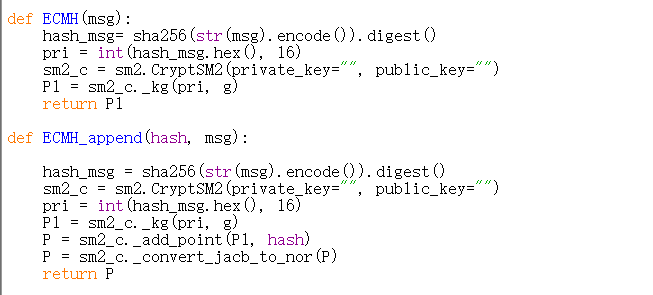 def ECMH(msg):
    hash_msg= sha256(str(msg).encode()).digest()
    pri = int(hash_msg.hex(), 16)
    sm2_c = sm2.CryptSM2(private_key="", public_key="")
    P1 = sm2_c._kg(pri, g)
    return P1
def ECMH_append(hash, msg):
    hash_msg = sha256(str(msg).encode()).digest()
    sm2_c = sm2.CryptSM2(private_key="", public_key="")
    pri = int(hash_msg.hex(), 16)
    P1 = sm2_c._kg(pri, g)
    P = sm2_c._add_point(P1, hash)
    P = sm2_c._convert_jacb_to_nor(P)
    return P